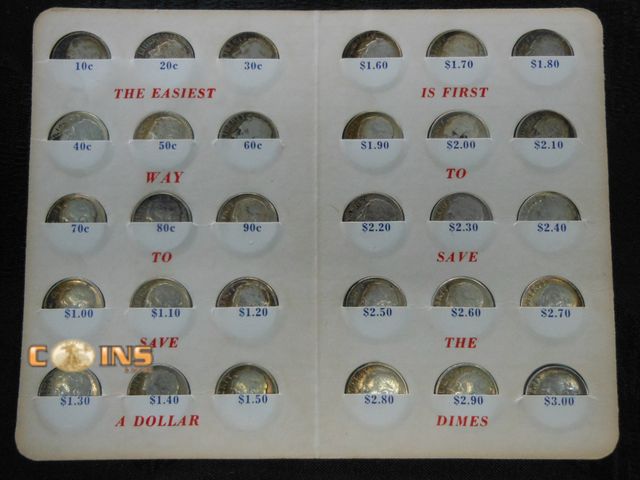 10c 20c 30c
THE EASIEST
40c 50c 60c
WAY
70c 80c 90c
TO
$1.00 $1.10 $1.20
SAVE
$1.30 $1.40 $1.50
A DOLLAR
$1.60 $1.70 $1.80
IS FIRST
$1.90 $2.00 $2.10
TO
$2.20 $2.30 $2.40
SAVE
$2.50 $2.60 $2.70
THE
$2.80 $2.90 $3.00
DIMES
COINS